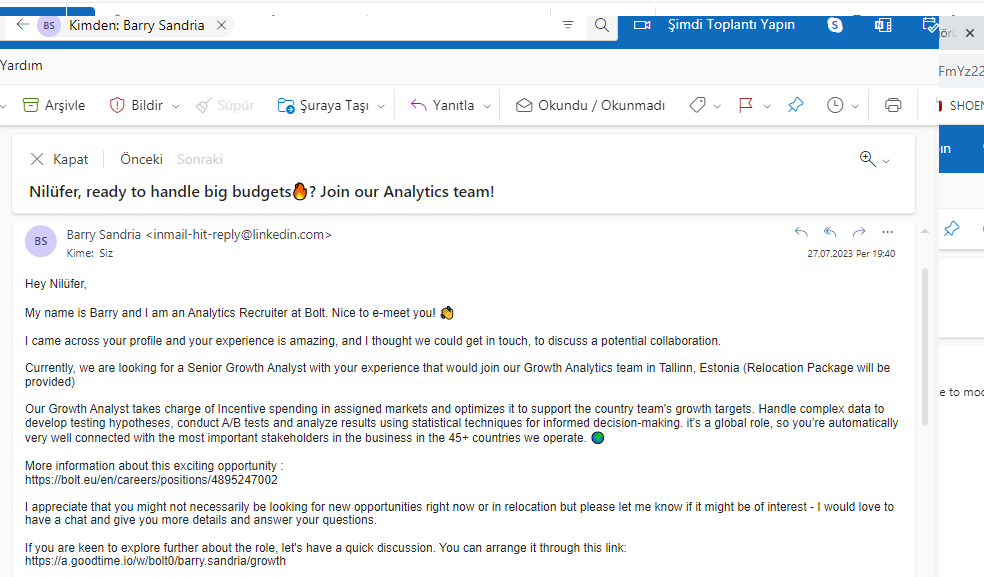 BS Kimden: Barry Sandria
Şimdi Toplantı Yapın
Yardım
FmYz22
Arşivle Bildir Süpür Şuraya Taşı Yanıtla Okundu / Okunmadı
Kapat Önceki Sonraki
Nilüfer, ready to handle big budgets🔥? Join our Analytics team!
BS
Barry Sandria <inmail-hit-reply@linkedin.com>
Kime: Siz
27.07.2023 Per 19:40
Hey Nilüfer,
My name is Barry and I am an Analytics Recruiter at Bolt. Nice to e-meet you! 👏
I came across your profile and your experience is amazing, and I thought we could get in touch, to discuss a potential collaboration.
Currently, we are looking for a Senior Growth Analyst with your experience that would join our Growth Analytics team in Tallinn, Estonia (Relocation Package will be
provided)
Our Growth Analyst takes charge of Incentive spending in assigned markets and optimizes it to support the country team's growth targets. Handle complex data to
develop testing hypotheses, conduct A/B tests and analyze results using statistical techniques for informed decision-making. it's a global role, so you're automatically
very well connected with the most important stakeholders in the business in the 45+ countries we operate. 🌍
More information about this exciting opportunity :
https://bolt.eu/en/careers/positions/4895247002
I appreciate that you might not necessarily be looking for new opportunities right now or in relocation but please let me know if it might be of interest - I would love to
have a chat and give you more details and answer your questions.
If you are keen to explore further about the role, let's have a quick discussion. You can arrange it through this link:
https://a.goodtime.io/w/bolt0/barry.sandria/growth